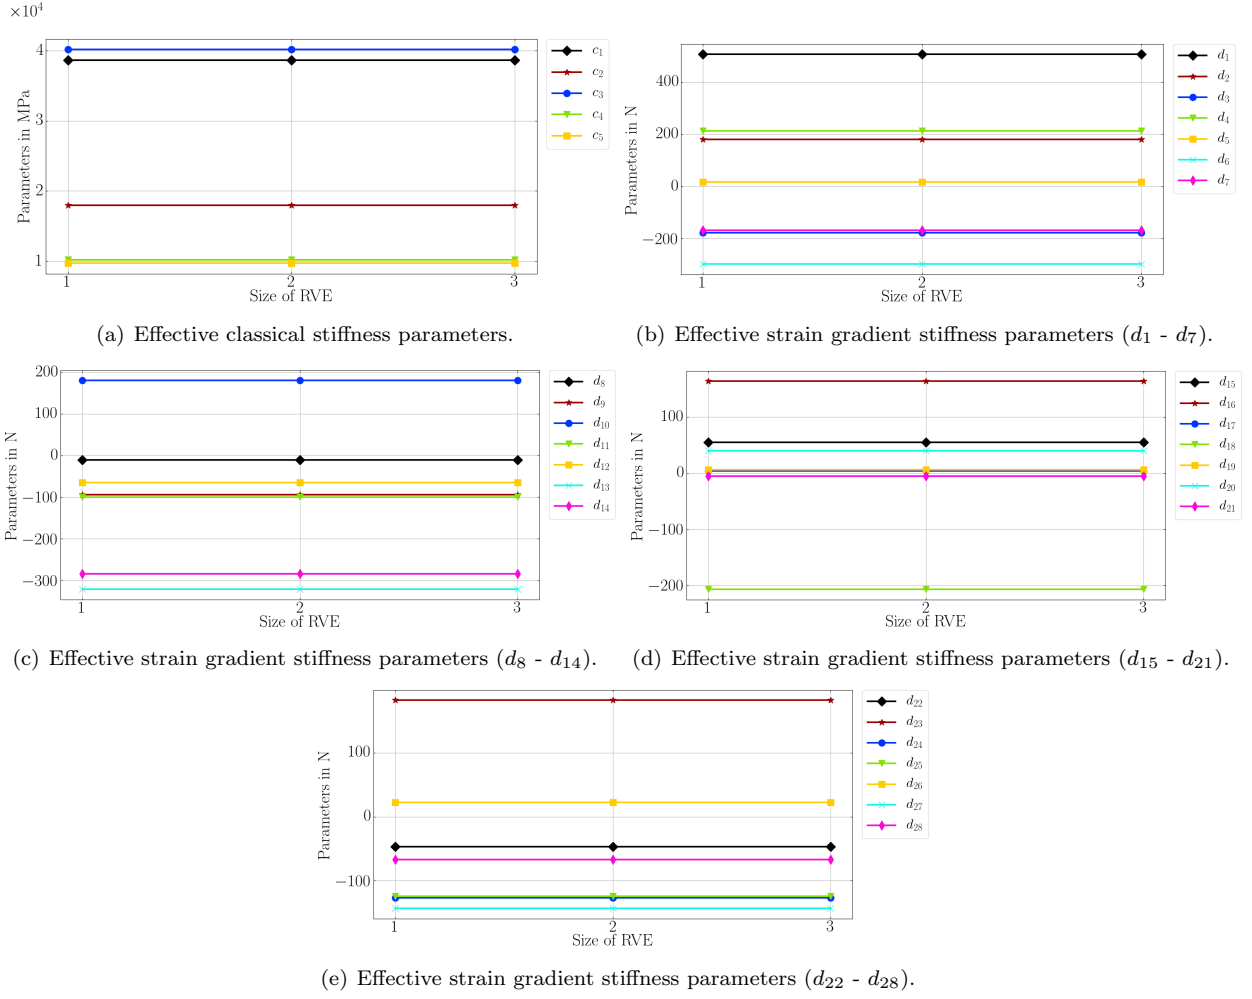 ×10⁴
4
3
2
1
Parameters in MPa
1 2 3
Size of RVE
c₁
c₂
c₃
c₄
c₅
(a) Effective classical stiffness parameters.
400
200
0
−200
Parameters in N
1 2 3
Size of RVE
d₁
d₂
d₃
d₄
d₅
d₆
d₇
(b) Effective strain gradient stiffness parameters (d₁ - d₇).
200
100
0
−100
−200
−300
Parameters in N
1 2 3
Size of RVE
d₈
d₉
d₁₀
d₁₁
d₁₂
d₁₃
d₁₄
(c) Effective strain gradient stiffness parameters (d₈ - d₁₄).
100
0
−100
−200
Parameters in N
1 2 3
Size of RVE
d₁₅
d₁₆
d₁₇
d₁₈
d₁₉
d₂₀
d₂₁
(d) Effective strain gradient stiffness parameters (d₁₅ - d₂₁).
100
0
−100
Parameters in N
1 2 3
Size of RVE
d₂₂
d₂₃
d₂₄
d₂₅
d₂₆
d₂₇
d₂₈
(e) Effective strain gradient stiffness parameters (d₂₂ - d₂₈).